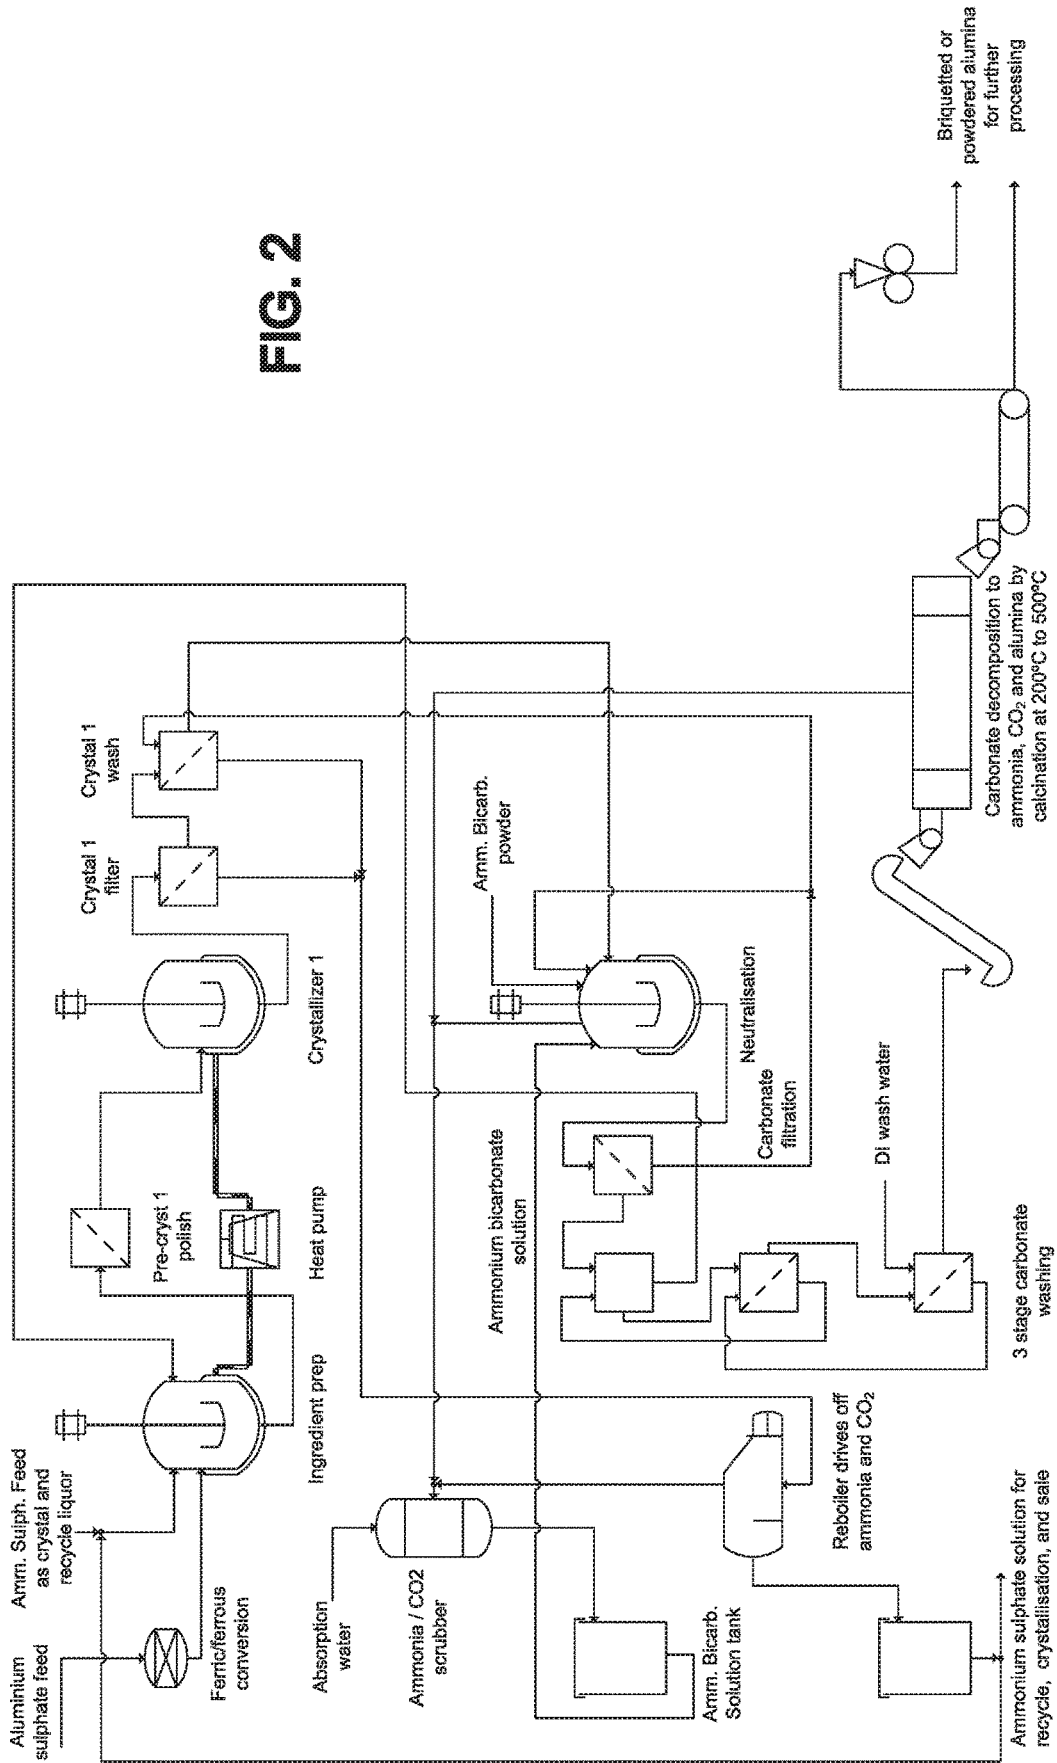 Aluminium
sulphate feed
Amm. Sulph. Feed
as crystal and
recycle liquor
Ferric/ferrous
conversion
Ingredient prep
Pre-cryst 1
polish
Heat pump
Crystallizer 1
Crystal 1
filter
Crystal 1
wash
FIG. 2
Absorption
water
Ammonia / CO2
scrubber
Amm. Bicarb.
Solution tank
Ammonium bicarbonate
solution
Amm. Bicarb.
powder
Neutralisation
Carbonate
filtration
Reboiler drives off
ammonia and CO₂
DI wash water
3 stage carbonate
washing
Ammonium sulphate solution for
recycle, crystallisation, and sale
Carbonate decomposition to
ammonia, CO₂ and alumina by
calcination at 200ºC to 500ºC
Briquetted or
powdered alumina
for further
processing